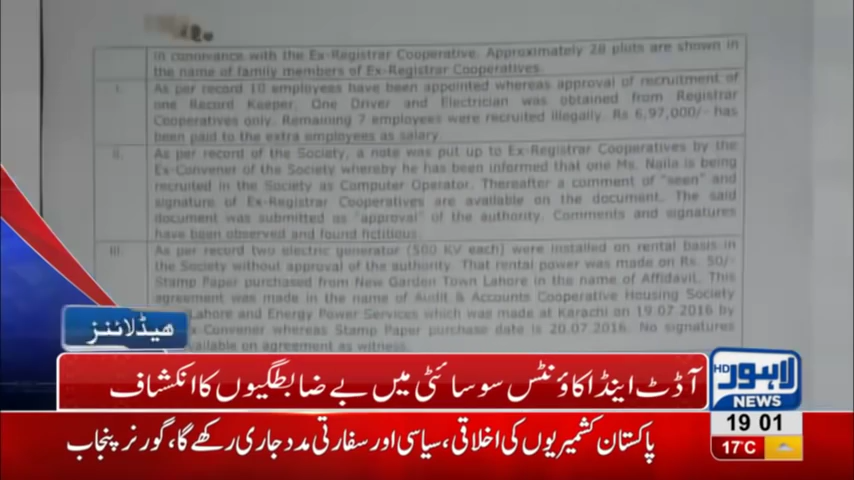 in connivance with the Ex-Registrar Cooperative. Approximately 28 plots are shown in
the name of family members of Ex-Registrar Cooperatives.
i. As per record 10 employees have been appointed whereas approval of recruitment of
one Record Keeper, One Driver and Electrician was obtained from Registrar
Cooperatives only. Remaining 7 employees were recruited illegally. Rs 6,97,000/- has
been paid to the extra employees as salary.
ii. As per record of the Society, a note was put up to Ex-Registrar Cooperatives by the
Ex-Convener of the Society whereby he has been informed that one Ms. Naila is being
recruited in the Society as Computer Operator. Thereafter a comment of "seen" and
signature of Ex-Registrar Cooperatives are available on the document. The said
document was submitted as "approval" of the authority. Comments and signatures
have been observed and found fictitious.
iii. As per record two electric generator (500 KV each) were installed on rental basis in
the Society without approval of the authority. That rental power was made on Rs. 50/-
Stamp Paper purchased from New Garden Town Lahore in the name of Affidavit. This
agreement was made in the name of Audit & Accounts Cooperative Housing Society
Lahore and Energy Power Services which was made at Karachi on 19.07.2016 by
x-Convener whereas Stamp Paper purchase date is 20.07.2016. No signatures
available on agreement as witness.
ھیڈلائنز
آڈٹ اینڈ اکاؤنٹس سوسائٹی میں بے ضابطگیوں کا انکشاف
HD لاہور
NEWS
19 01
17°C
پاکستان کشمیریوں کی اخلاقی، سیاسی اور سفارتی مدد جاری رکھے گا، گورنر پنجاب